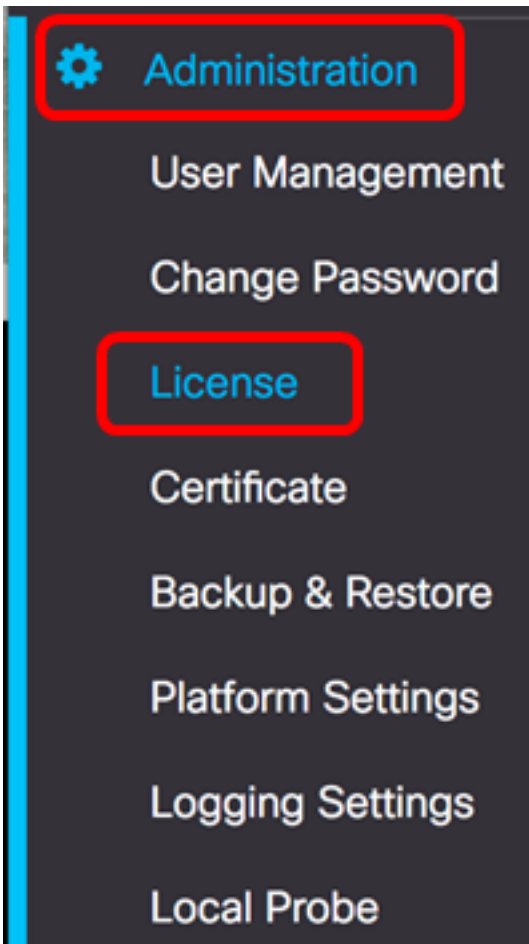 Administration
User Management
Change Password
License
Certificate
Backup & Restore
Platform Settings
Logging Settings
Local Probe